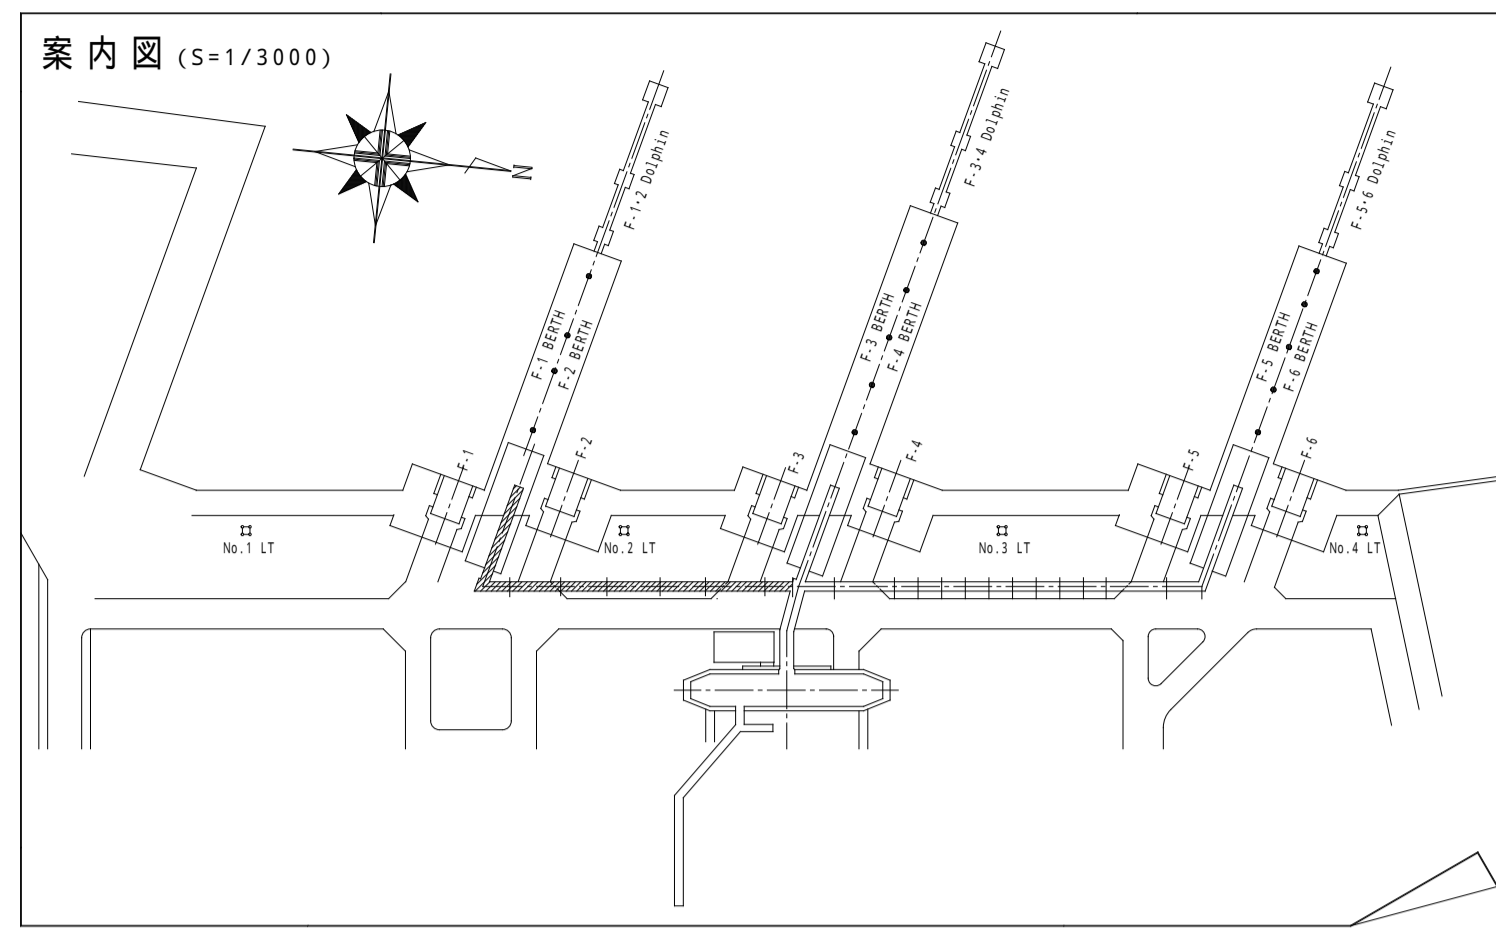 案内図 (S=1/3000)
N
F-1・2 Dolphin
F-3・4 Dolphin
F-5・6 Dolphin
F-1 BERTH
F-2 BERTH
F-3 BERTH
F-4 BERTH
F-5 BERTH
F-6 BERTH
F-1
F-2
F-3
F-4
F-5
F-6
No.1 LT
No.2 LT
No.3 LT
No.4 LT